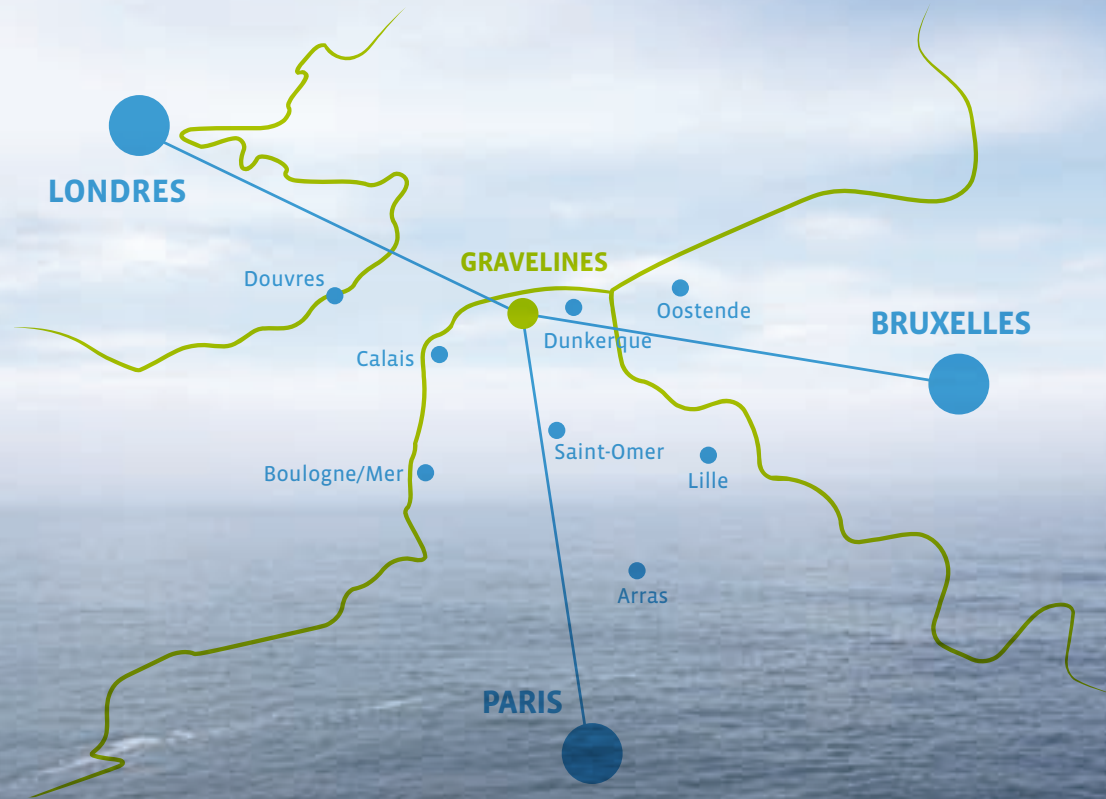 LONDRES
GRAVELINES
Douvres
Oostende
BRUXELLES
Dunkerque
Calais
Saint-Omer
Boulogne/Mer
Lille
Arras
PARIS